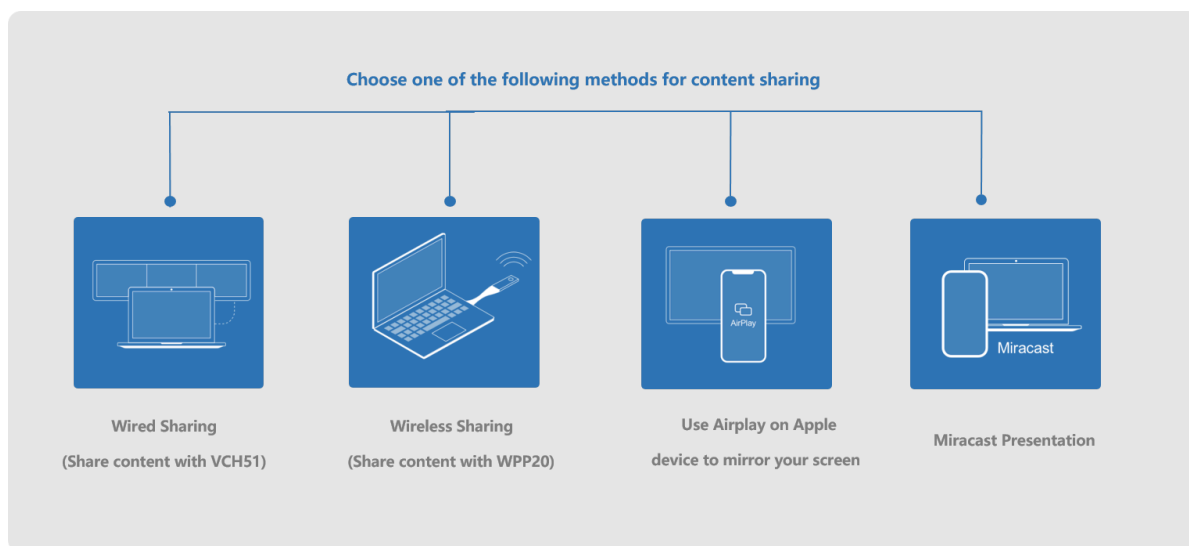 Choose one of the following methods for content sharing
AirPlay
Miracast
Wired Sharing
(Share content with VCH51)
Wireless Sharing
(Share content with WPP20)
Use Airplay on Apple
device to mirror your screen
Miracast Presentation